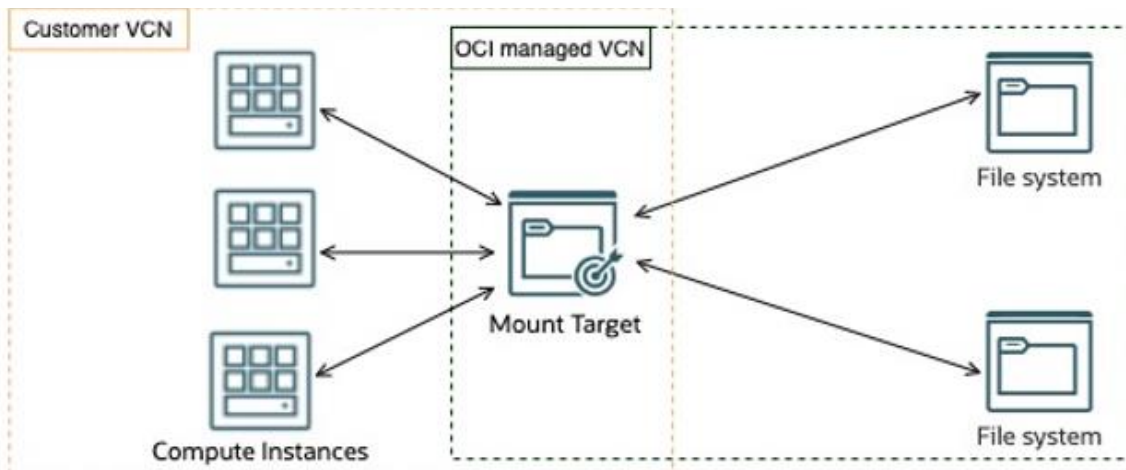 Customer VCN
OCI managed VCN
File system
Mount Target
File system
Compute Instances